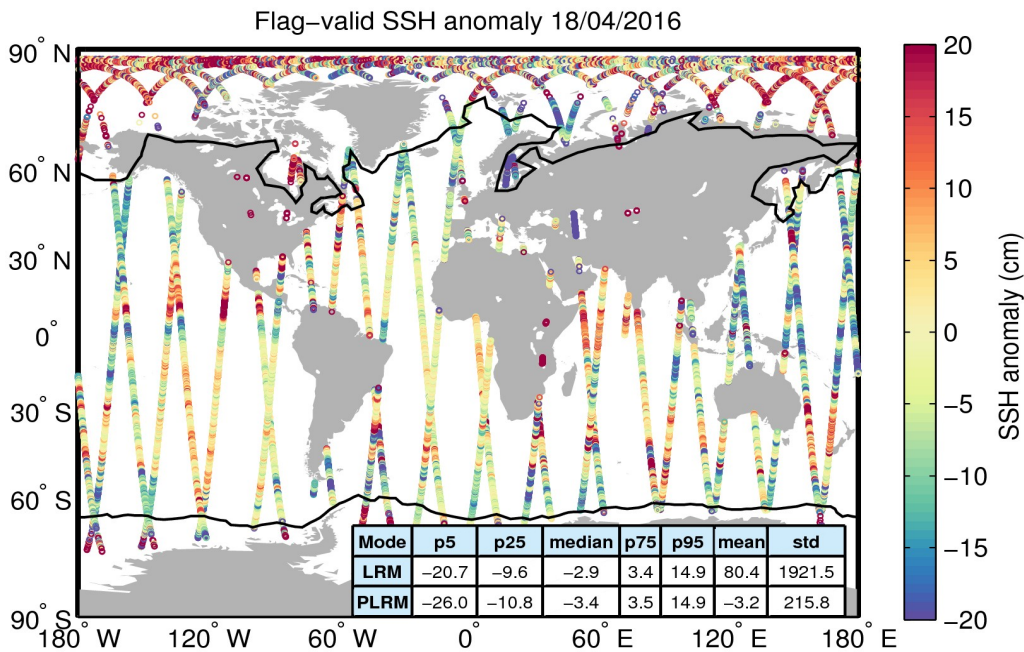 Flag−valid SSH anomaly 18/04/2016
90° N
60° N
30° N
0°
30° S
60° S
90° S
180° W 120° W 60° W 0° 60° E 120° E 180° E
Mode p5 p25 median p75 p95 mean std
LRM −20.7 −9.6 −2.9 3.4 14.9 80.4 1921.5
PLRM −26.0 −10.8 −3.4 3.5 14.9 −3.2 215.8
20
15
10
5
0
−5
−10
−15
−20
SSH anomaly (cm)